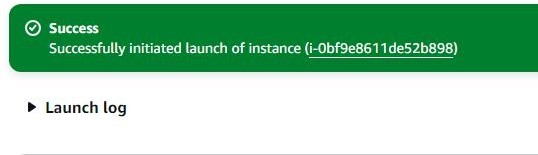 Success
Successfully initiated launch of instance (i-0bf9e8611de52b898)
Launch log